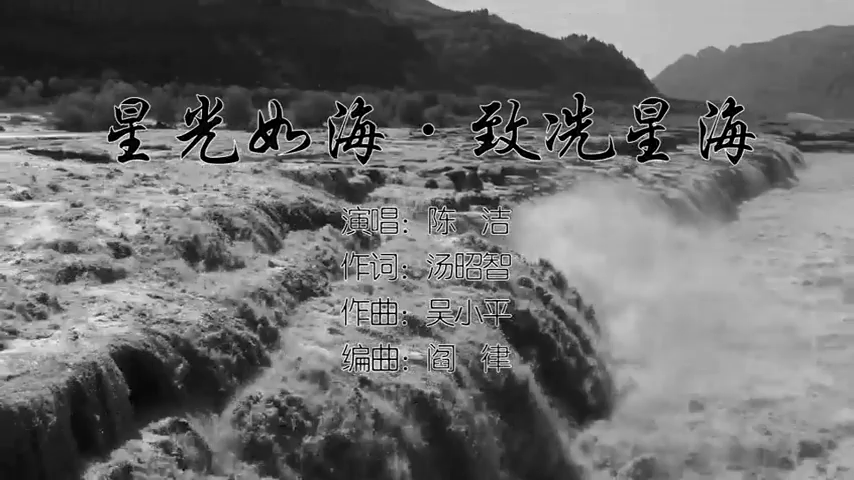 星光如海·致冼星海
演唱：陈 洁
作词：汤昭智
作曲：吴小平
编曲：阎 律